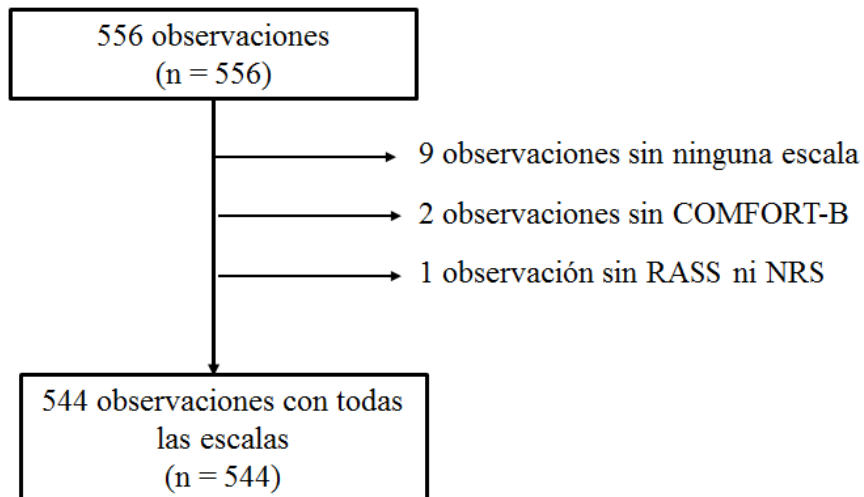 556 observaciones
(n = 556)
9 observaciones sin ninguna escala
2 observaciones sin COMFORT-B
1 observación sin RASS ni NRS
544 observaciones con todas
las escalas
(n = 544)